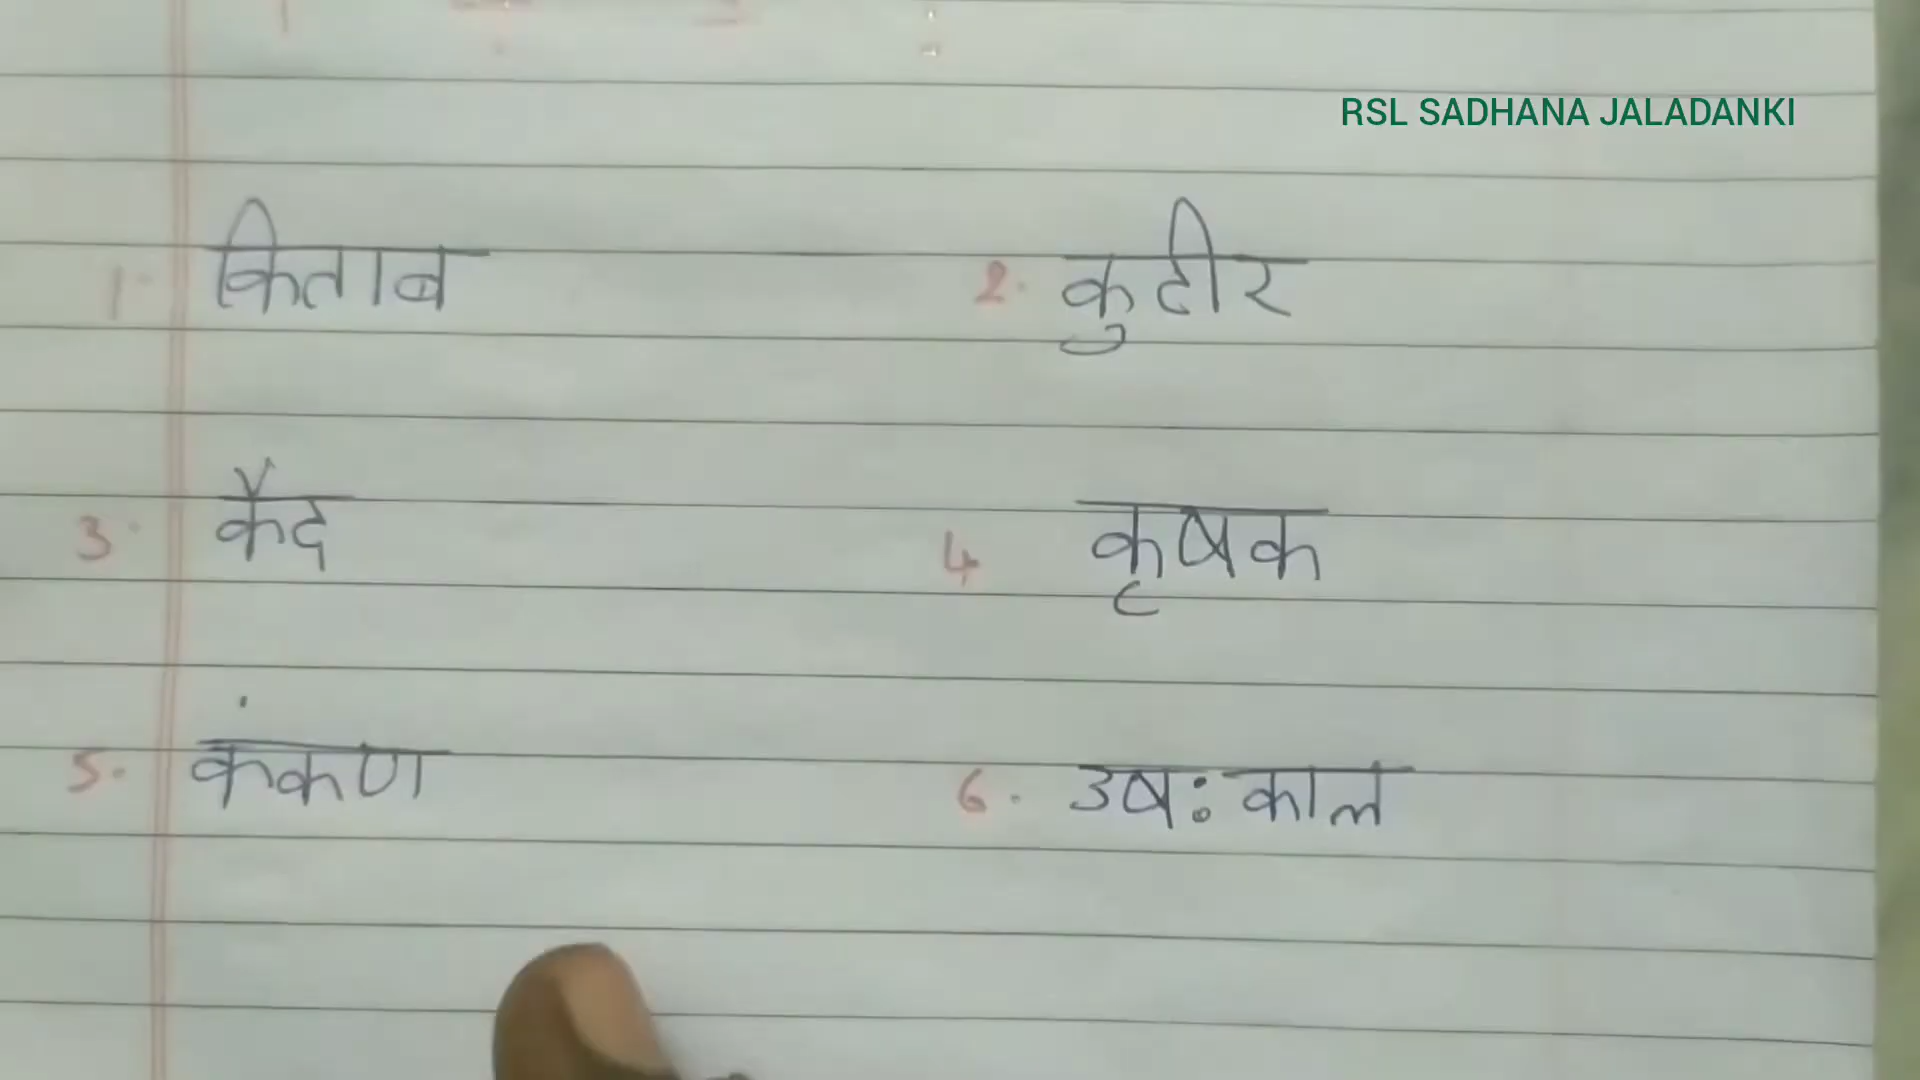 RSL SADHANA JALADANKI
1. किताब 2. कुटीर
3. कैद 4 कृषक
5. कंकण 6. उष:काल